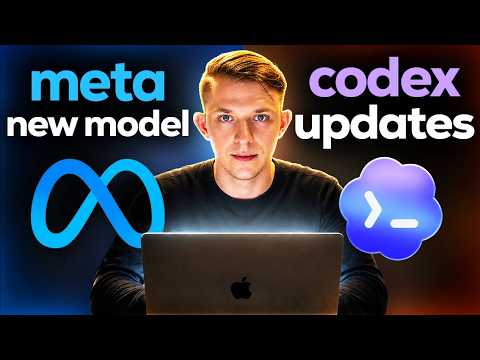 meta
new model
codex
updates
>_